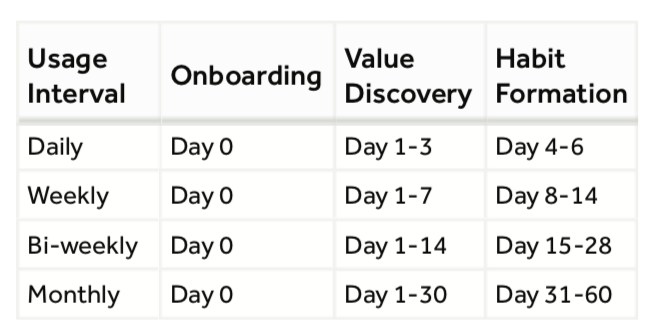 Usage Interval Onboarding Value Discovery Habit Formation
Daily Day 0 Day 1-3 Day 4-6
Weekly Day 0 Day 1-7 Day 8-14
Bi-weekly Day 0 Day 1-14 Day 15-28
Monthly Day 0 Day 1-30 Day 31-60